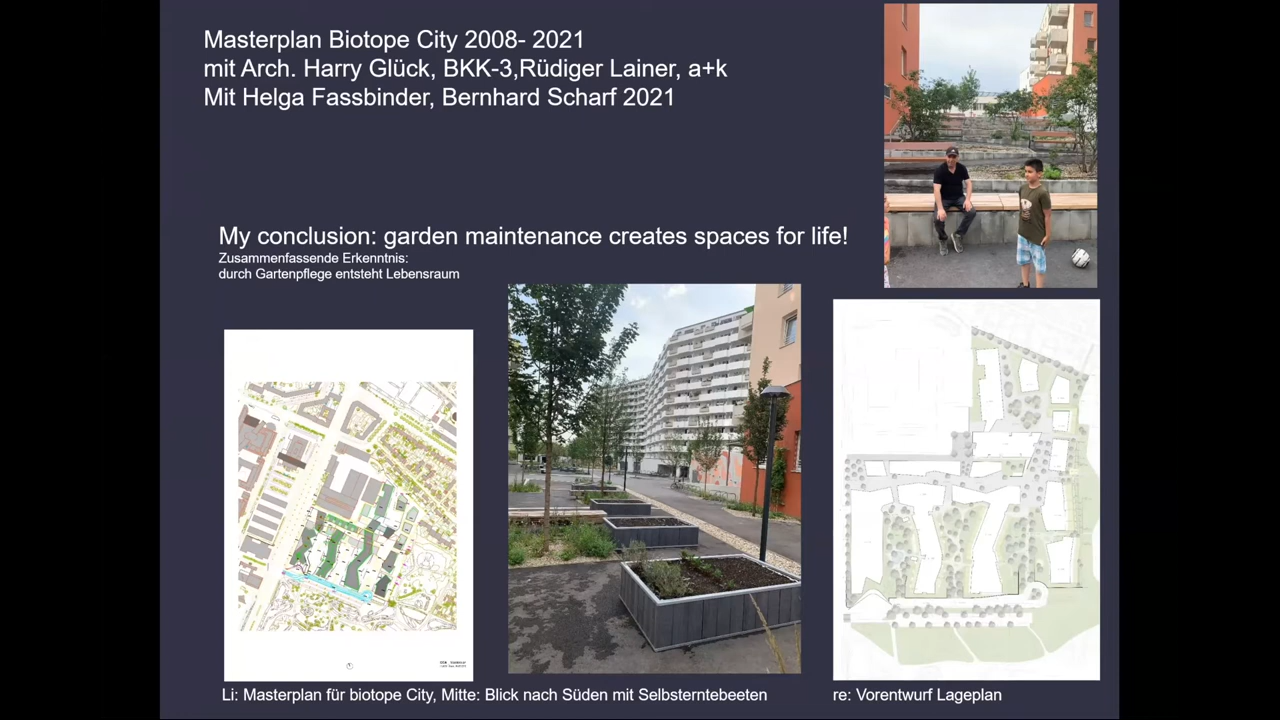 Masterplan Biotope City 2008- 2021
mit Arch. Harry Glück, BKK-3,Rüdiger Lainer, a+k
Mit Helga Fassbinder, Bernhard Scharf 2021
My conclusion: garden maintenance creates spaces for life!
Zusammenfassende Erkenntnis:
durch Gartenpflege entsteht Lebensraum
Li: Masterplan für biotope City, Mitte: Blick nach Süden mit Selbsterntebeeten
re: Vorentwurf Lageplan